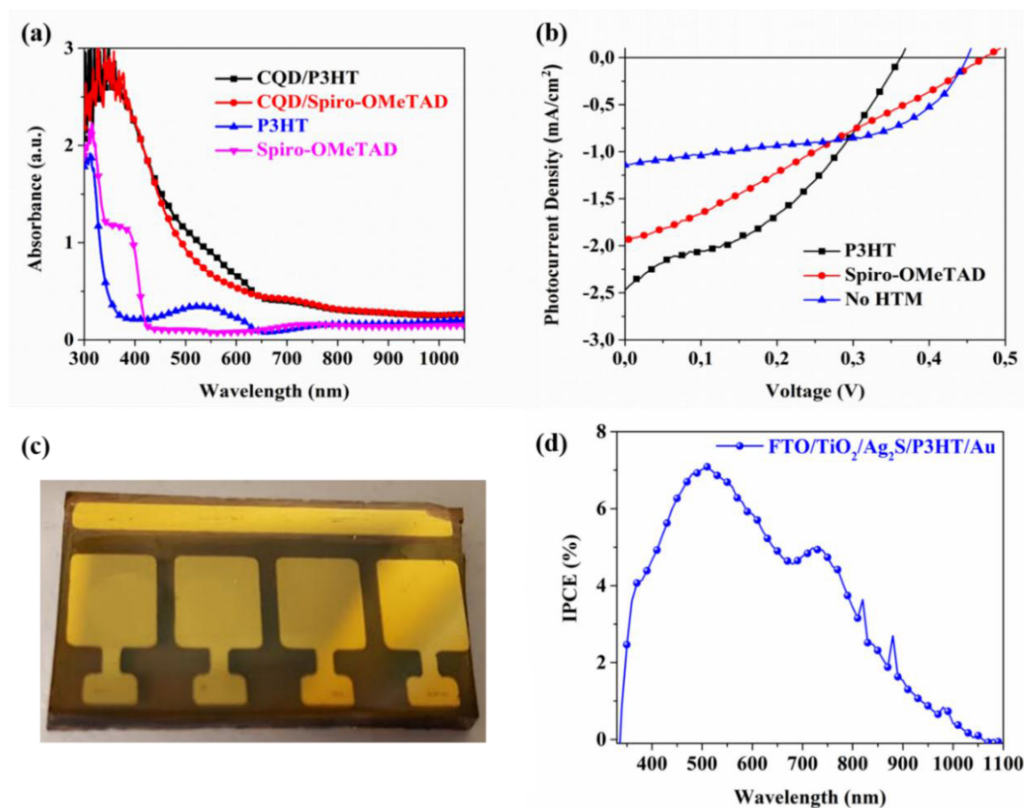 (a)
3
2
1
0
300 400 500 600 700 800 900 1000
Absorbance (a.u.)
Wavelength (nm)
CQD/P3HT
CQD/Spiro-OMeTAD
P3HT
Spiro-OMeTAD
(b)
0,0
-0,5
-1,0
-1,5
-2,0
-2,5
-3,0
0,0 0,1 0,2 0,3 0,4 0,5
Photocurrent Density (mA/cm²)
Voltage (V)
P3HT
Spiro-OMeTAD
No HTM
(c)
(d)
8
6
4
2
0
400 500 600 700 800 900 1000 1100
IPCE (%)
Wavelength (nm)
FTO/TiO₂/Ag₂S/P3HT/Au